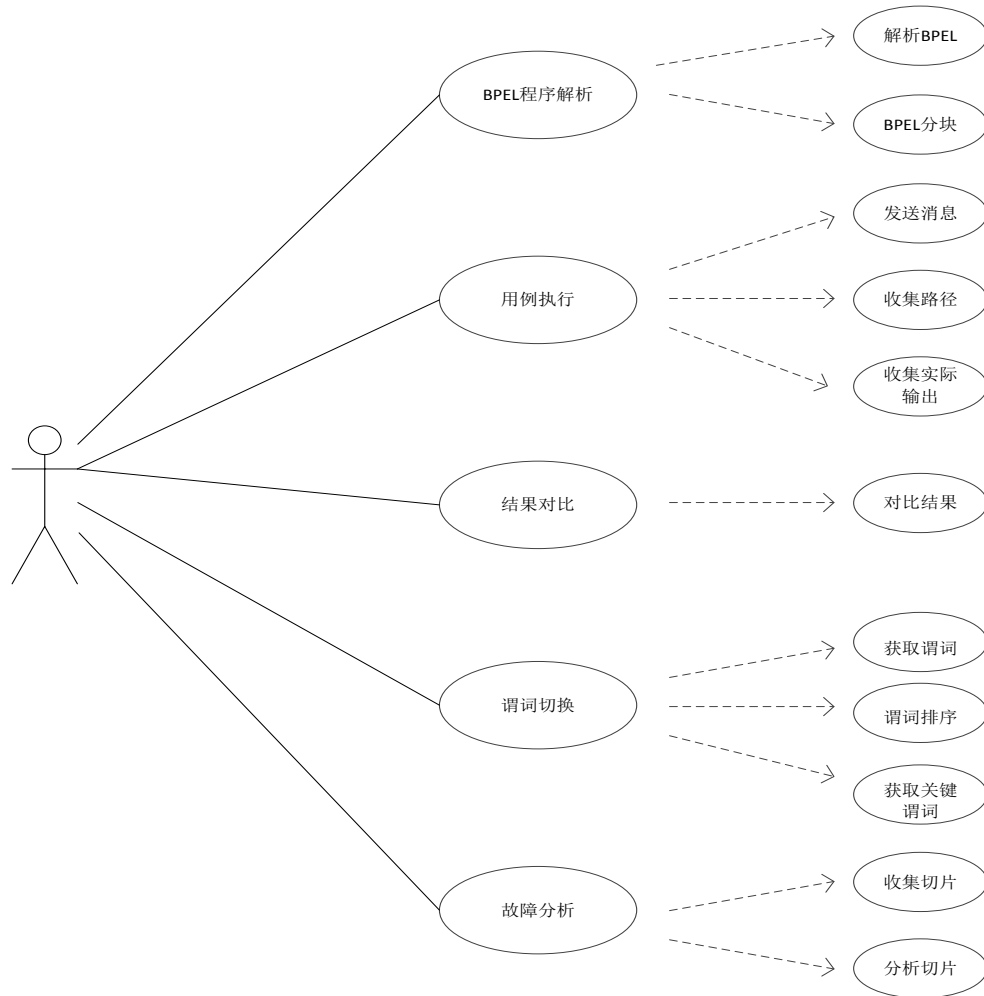 解析BPEL
BPEL程序解析
BPEL分块
发送消息
用例执行
收集路径
收集实际
输出
结果对比
对比结果
获取谓词
谓词切换
谓词排序
获取关键
谓词
收集切片
故障分析
分析切片